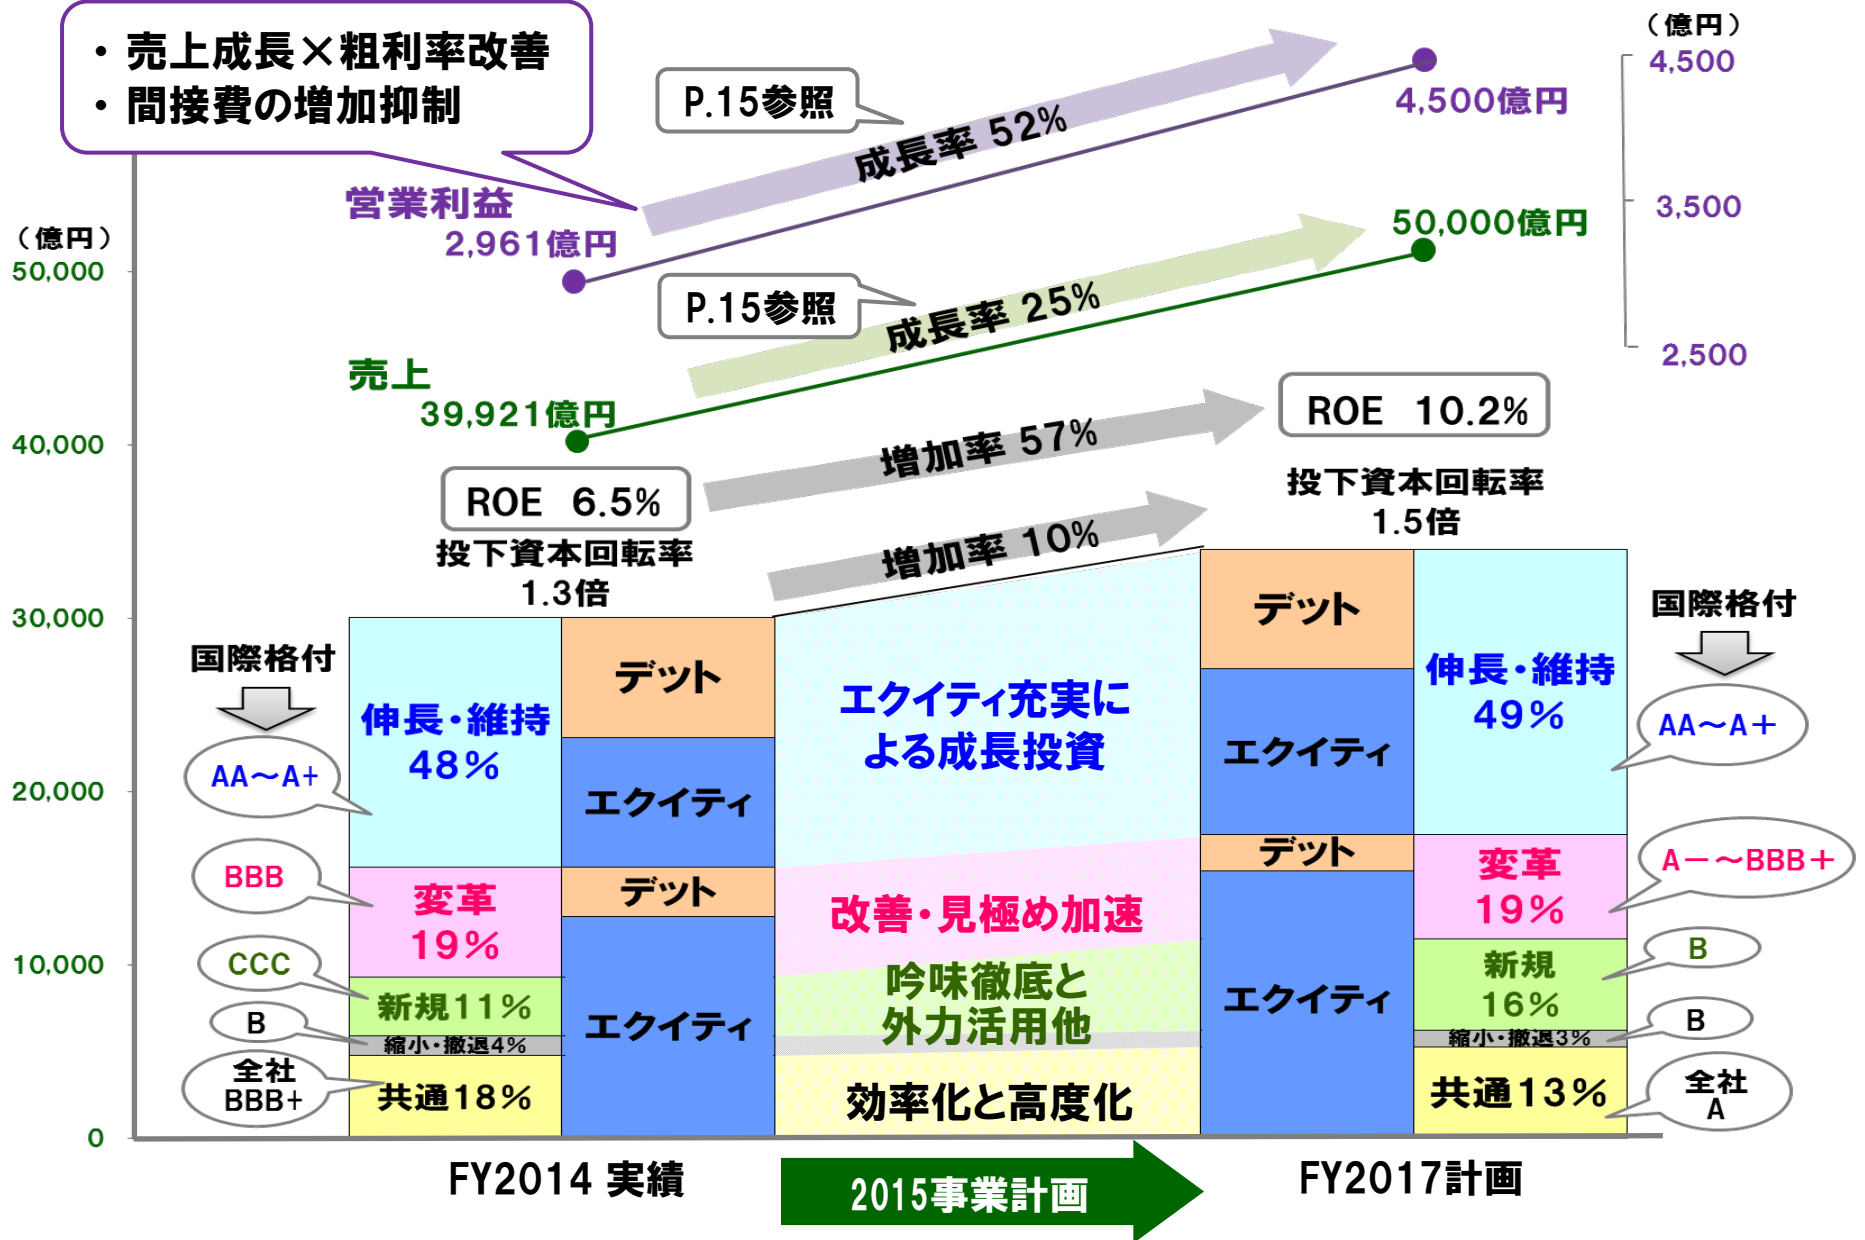 ・ 売上成長×粗利率改善
・ 間接費の増加抑制
(億円)
4,500
3,500
2,500
P.15参照
成長率 52%
4,500億円
営業利益
2,961億円
(億円)
50,000
40,000
30,000
20,000
10,000
0
P.15参照
成長率 25%
50,000億円
売上
39,921億円
ROE 6.5%
増加率 57%
ROE 10.2%
投下資本回転率
1.3倍
増加率 10%
投下資本回転率
1.5倍
国際格付
AA～A+
BBB
CCC
B
全社
BBB+
伸長・維持
48%
変革
19%
新規11%
縮小・撤退4%
共通18%
デット
エクイティ
デット
エクイティ
エクイティ充実に
よる成長投資
改善・見極め加速
吟味徹底と
外力活用他
効率化と高度化
デット
エクイティ
デット
エクイティ
伸長・維持
49%
変革
19%
新規
16%
縮小・撤退3%
共通13%
国際格付
AA～A＋
A－～BBB＋
B
B
全社
A
FY2014 実績
2015事業計画
FY2017計画